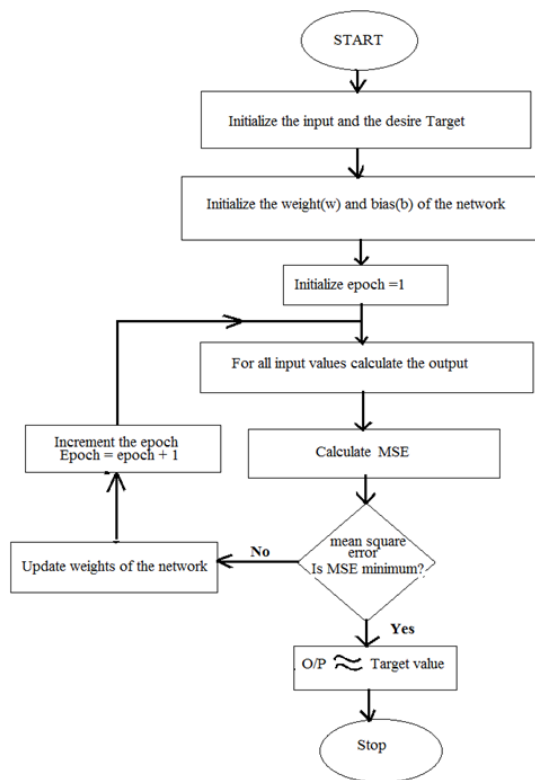 START
Initialize the input and the desire Target
Initialize the weight(w) and bias(b) of the network
Initialize epoch =1
For all input values calculate the output
Increment the epoch
Epoch = epoch + 1
Calculate MSE
mean square
error
Is MSE minimum?
No
Update weights of the network
Yes
O/P ≈ Target value
Stop